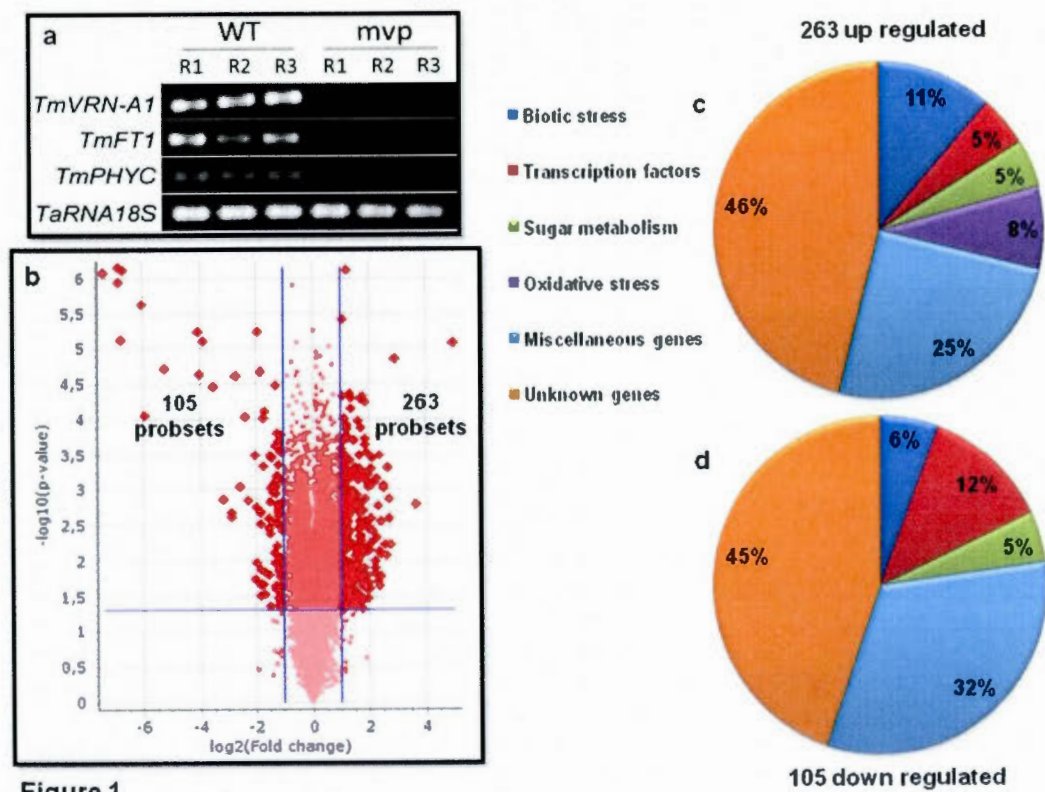 a
WT mvp
R1 R2 R3 R1 R2 R3
TmVRN-A1
TmFT1
TmPHYC
TaRNA18S
b
-log10(p-value)
6
5,5
5
4,5
4
3,5
3
2,5
2
1,5
1
0,5
0
105
probsets
263
probsets
-6 -4 -2 0 2 4
log2(Fold change)
Biotic stress
Transcription factors
Sugar metabolism
Oxidative stress
Miscellaneous genes
Unknown genes
263 up regulated
c
11%
5%
5%
8%
25%
46%
d
6%
12%
5%
32%
45%
105 down regulated
Figure 1